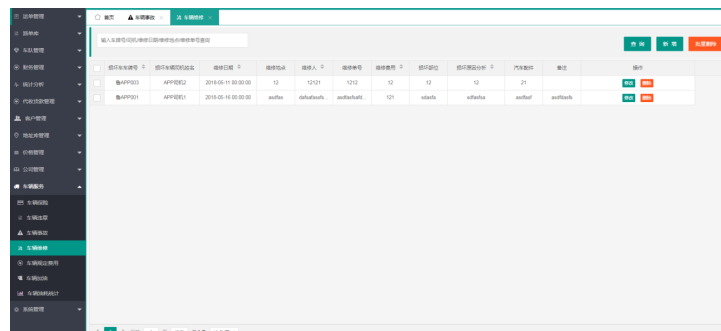 运单管理
首页 车辆事故 车辆维修
回单库
输入车牌号/司机/维修日期/维修地点/维修单号查询
查 询 新 增 批量删除
车队管理
财务管理
统计分析
代收货款管理
客户管理
地址库管理
价格管理
公司管理
车辆服务
车辆保险
车辆违章
车辆事故
车辆维修
车辆规定费用
车辆加油
车辆油耗统计
系统管理
损坏车车牌号 损坏车辆司机姓名 维修日期 维修地点 维修人 维修单号 维修费用 损坏部位 损坏原因分析 汽车配件 备注 操作
鲁APP003 APP司机2 2018-05-11 00:00:00 12 12121 1212 12 12 12 21 修改 删除
鲁APP001 APP司机1 2018-05-16 00:00:00 asdfas 121 sdasfa sdfasfsa asdfasf 修改 删除